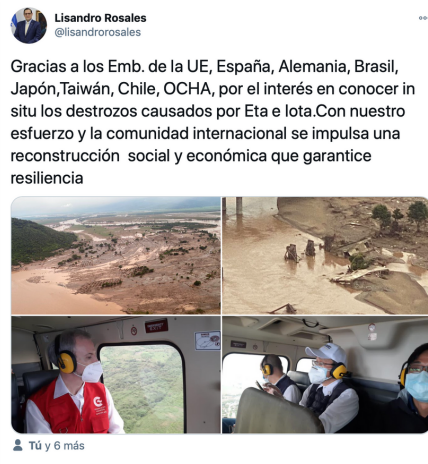 Lisandro Rosales
@lisandrorosales
Gracias a los Emb. de la UE, España, Alemania, Brasil,
Japón,Taiwán, Chile, OCHA, por el interés en conocer in
situ los destrozos causados por Eta e Iota.Con nuestro
esfuerzo y la comunidad internacional se impulsa una
reconstrucción social y económica que garantice
resiliencia
Tú y 6 más